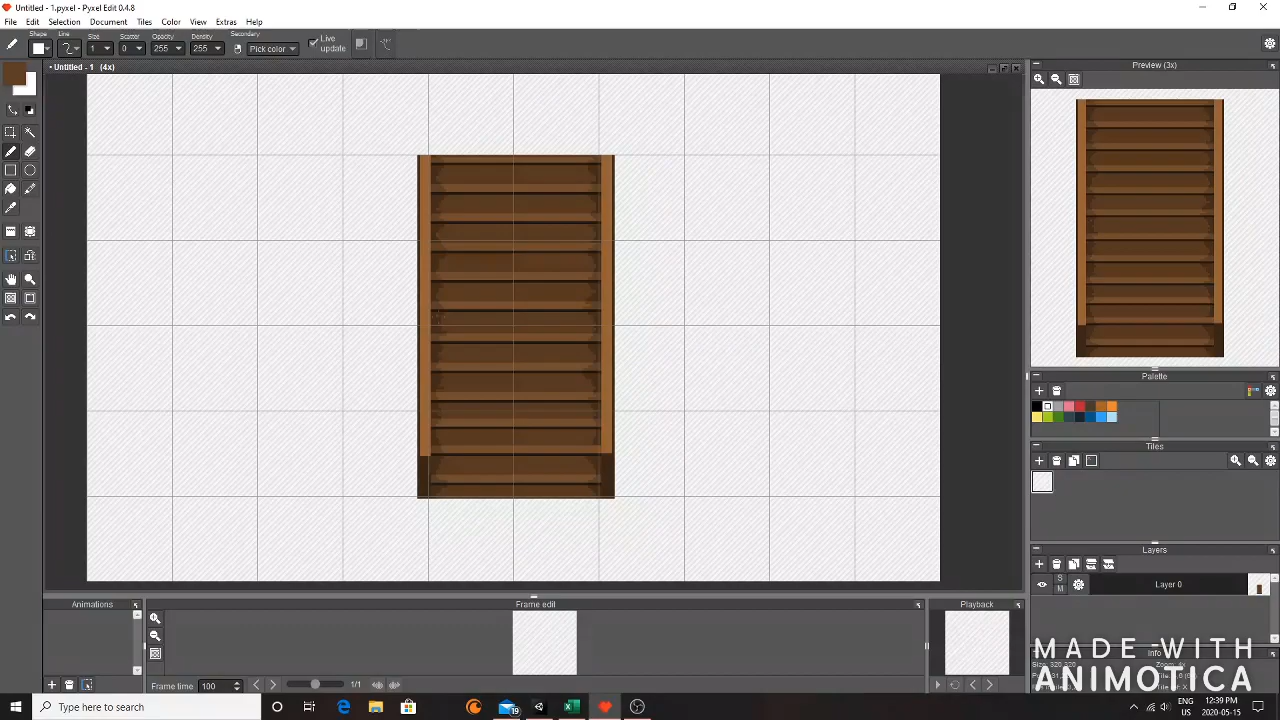 Untitled - 1.pyxel - Pyxel Edit 0.4.8
File Edit Selection View Document Tiles Color View Extras Help
Shape Line Size Scatter Opacity Density Secondary
1 0 255 255 Pick color Live update
• Untitled - 1 (4x)
Preview (3x)
Palette
Tiles
Layers
S
M
Layer 0
Animations
Frame edit
Playback
Info
Frame time 100 1/1
MADE WITH
ANIMOTICA
Type here to search
19
ENG 12:39 PM
US 2020-05-15